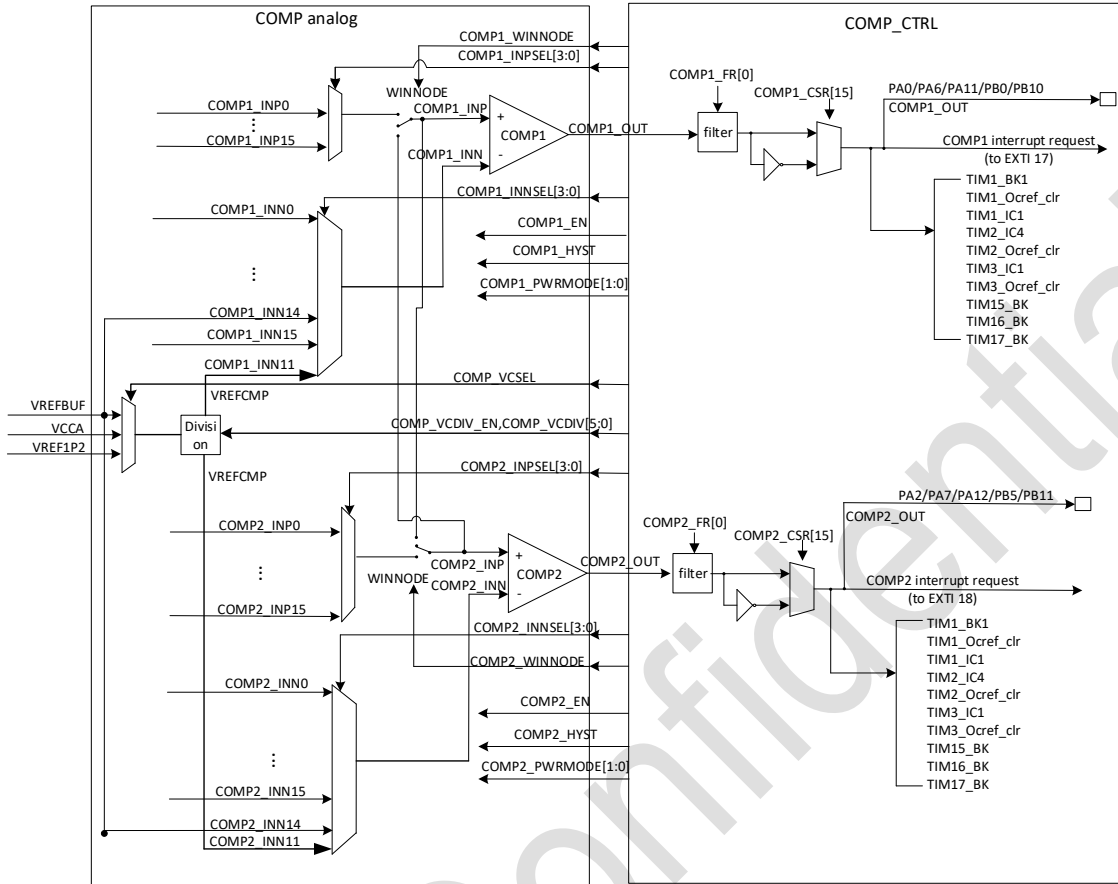 COMP analog
COMP_CTRL
COMP1_WINNODE
COMP1_INPSEL[3:0]
WINNODE
COMP1_INP0
...
COMP1_INP15
COMP1_INP
+
COMP1
-
COMP1_INN
COMP1_OUT
COMP1_FR[0]
filter
COMP1_CSR[15]
PA0/PA6/PA11/PB0/PB10
COMP1_OUT
COMP1 interrupt request
(to EXTI 17)
TIM1_BK1
TIM1_Ocref_clr
TIM1_IC1
TIM2_IC4
TIM2_Ocref_clr
TIM3_IC1
TIM3_Ocref_clr
TIM15_BK
TIM16_BK
TIM17_BK
COMP1_INNSEL[3:0]
COMP1_INN0
...
COMP1_EN
COMP1_HYST
COMP1_PWRMODE[1:0]
COMP1_INN14
COMP1_INN15
COMP1_INN11
COMP_VCSEL
VREFCMP
VREFBUF
VCCA
VREF1P2
Divisi
on
COMP_VCDIV_EN,COMP_VCDIV[5:0]
VREFCMP
COMP2_INPSEL[3:0]
COMP2_INP0
...
COMP2_INP15
WINNODE
COMP2_INP
COMP2_INN
+
COMP2
-
COMP2_OUT
COMP2_FR[0]
filter
COMP2_CSR[15]
PA2/PA7/PA12/PB5/PB11
COMP2_OUT
COMP2 interrupt request
(to EXTI 18)
TIM1_BK1
TIM1_Ocref_clr
TIM1_IC1
TIM2_IC4
TIM2_Ocref_clr
TIM3_IC1
TIM3_Ocref_clr
TIM15_BK
TIM16_BK
TIM17_BK
COMP2_INNSEL[3:0]
COMP2_WINNODE
COMP2_INN0
...
COMP2_EN
COMP2_HYST
COMP2_PWRMODE[1:0]
COMP2_INN15
COMP2_INN14
COMP2_INN11
onfidential